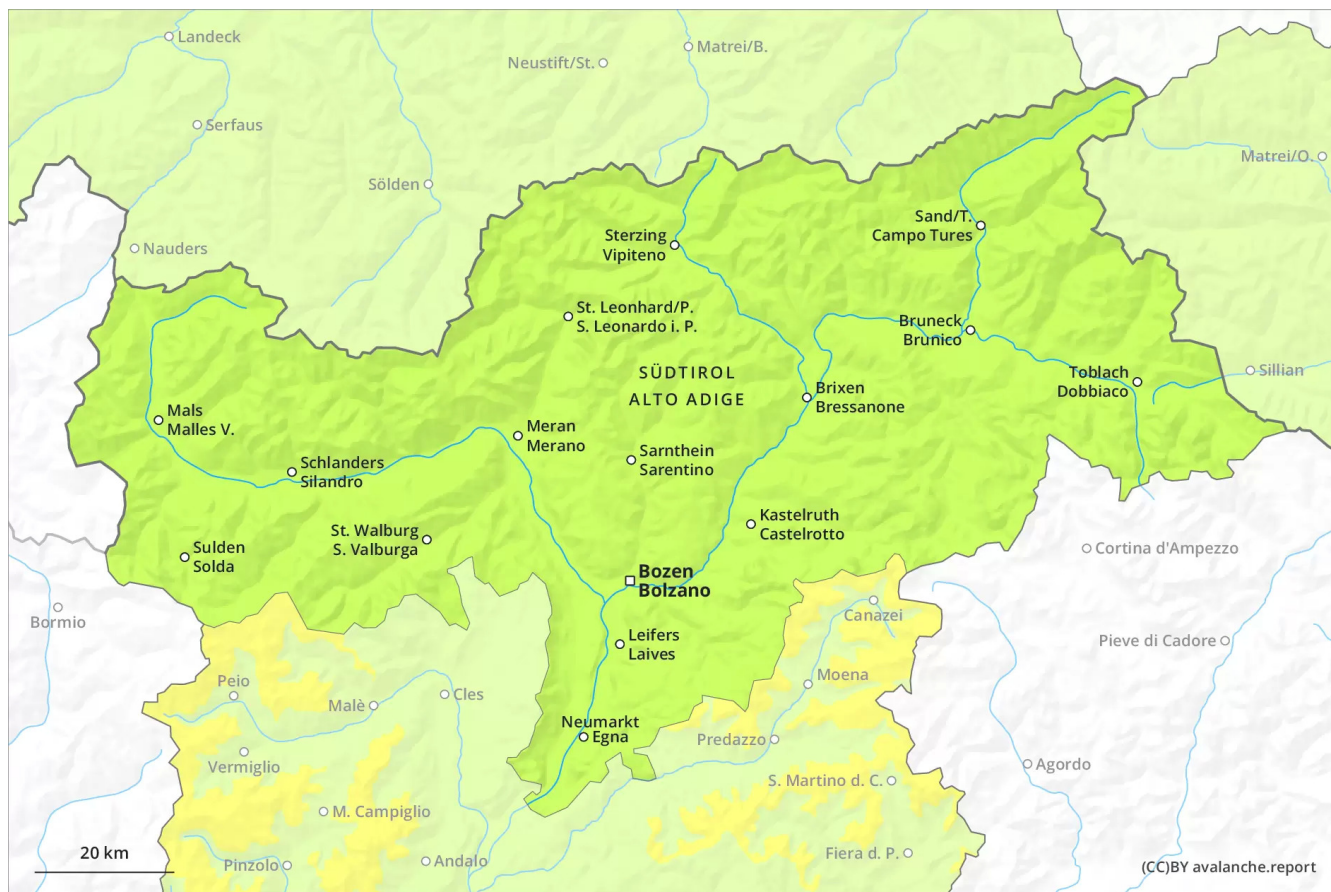 Landeck
Matrei/B.
Neustift/St.
Serfaus
Matrei/O.
Sölden
Sand/T.
Campo Tures
Sterzing
Vipiteno
Nauders
St. Leonhard/P.
S. Leonardo i. P.
Bruneck
Brunico
SÜDTIROL
ALTO ADIGE
Toblach
Dobbiaco
Sillian
Brixen
Bressanone
Mals
Malles V.
Meran
Merano
Sarnthein
Sarentino
Schlanders
Silandro
Kastelruth
Castelrotto
St. Walburg
S. Valburga
Sulden
Solda
Cortina d'Ampezzo
Bozen
Bolzano
Bormio
Canazei
Leifers
Laives
Pieve di Cadore
Peio
Moena
Cles
Malè
Neumarkt
Egna
Predazzo
Vermiglio
Agordo
S. Martino d. C.
M. Campiglio
20 km
Pinzolo
Andalo
Fiera d. P.
(CC)BY avalanche.report